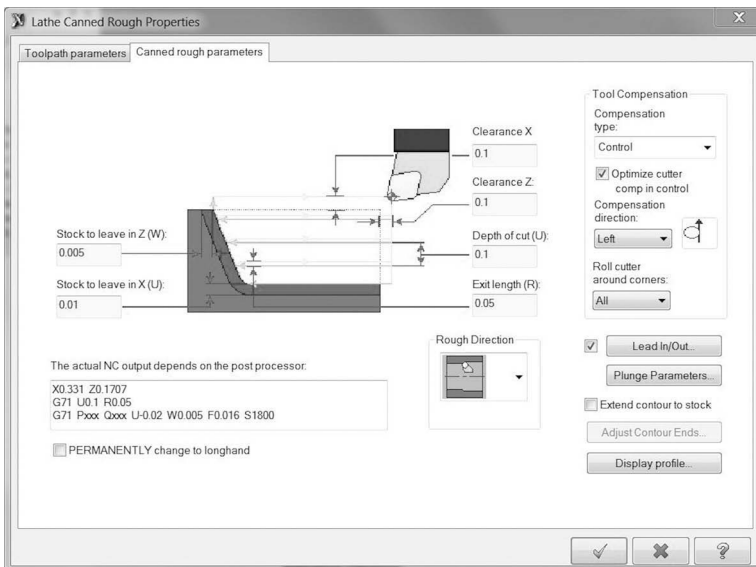 Lathe Canned Rough Properties
X
Toolpath parameters
Canned rough parameters
Clearance X
0.1
Clearance Z:
0.1
Stock to leave in Z (W):
0.005
Depth of cut (U):
0.1
Stock to leave in X (U):
0.01
Exit length (R):
0.05
Rough Direction
The actual NC output depends on the post processor:
X0.331 Z0.1707
G71 U0.1 R0.05
G71 Pxxx Qxxx U-0.02 W0.005 F0.016 S1800
PERMANENTLY change to longhand
Tool Compensation
Compensation
type:
Control
Optimize cutter
comp in control
Compensation
direction:
Left
Roll cutter
around corners:
All
Lead In/Out...
Plunge Parameters...
Extend contour to stock
Adjust Contour Ends...
Display profile...
?